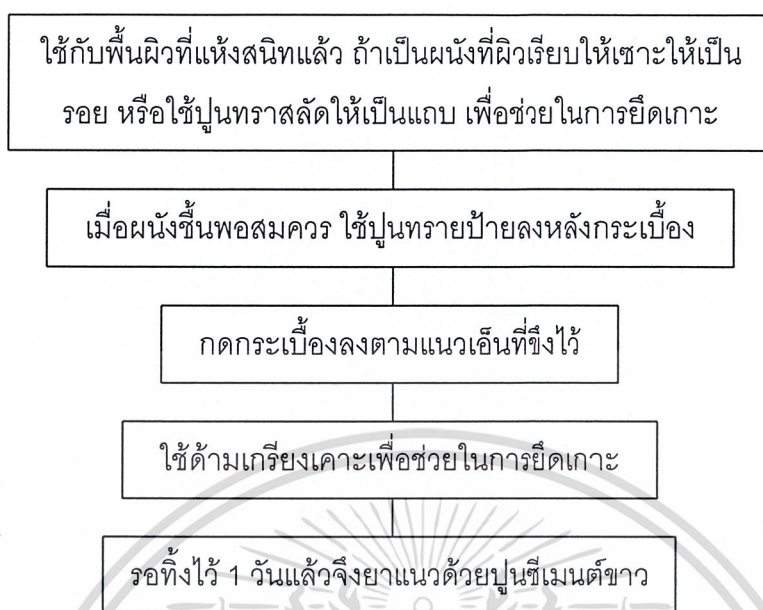 ใช้กับพื้นผิวที่แห้งสนิทแล้ว ถ้าเป็นผนังที่ผิวเรียบให้เซาะให้เป็น
รอย หรือใช้ปูนทราสลัดให้เป็นแถบ เพื่อช่วยในการยึดเกาะ
เมื่อผนังชื้นพอสมควร ใช้ปูนทรายป้ายลงหลังกระเบื้อง
กดกระเบื้องลงตามแนวเอ็นที่ขึงไว้
ใช้ด้ามเกรียงเคาะเพื่อช่วยในการยึดเกาะ
รอทิ้งไว้ 1 วันแล้วจึงยาแนวด้วยปูนซีเมนต์ขาว